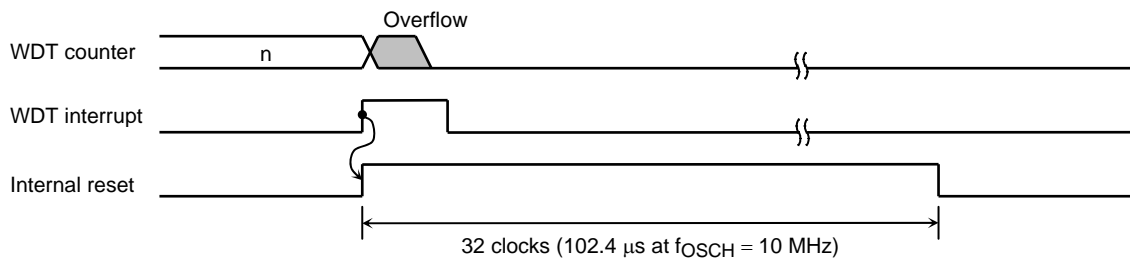 Overflow
WDT counter
n
WDT interrupt
Internal reset
32 clocks (102.4 μs at fOSCH = 10 MHz)